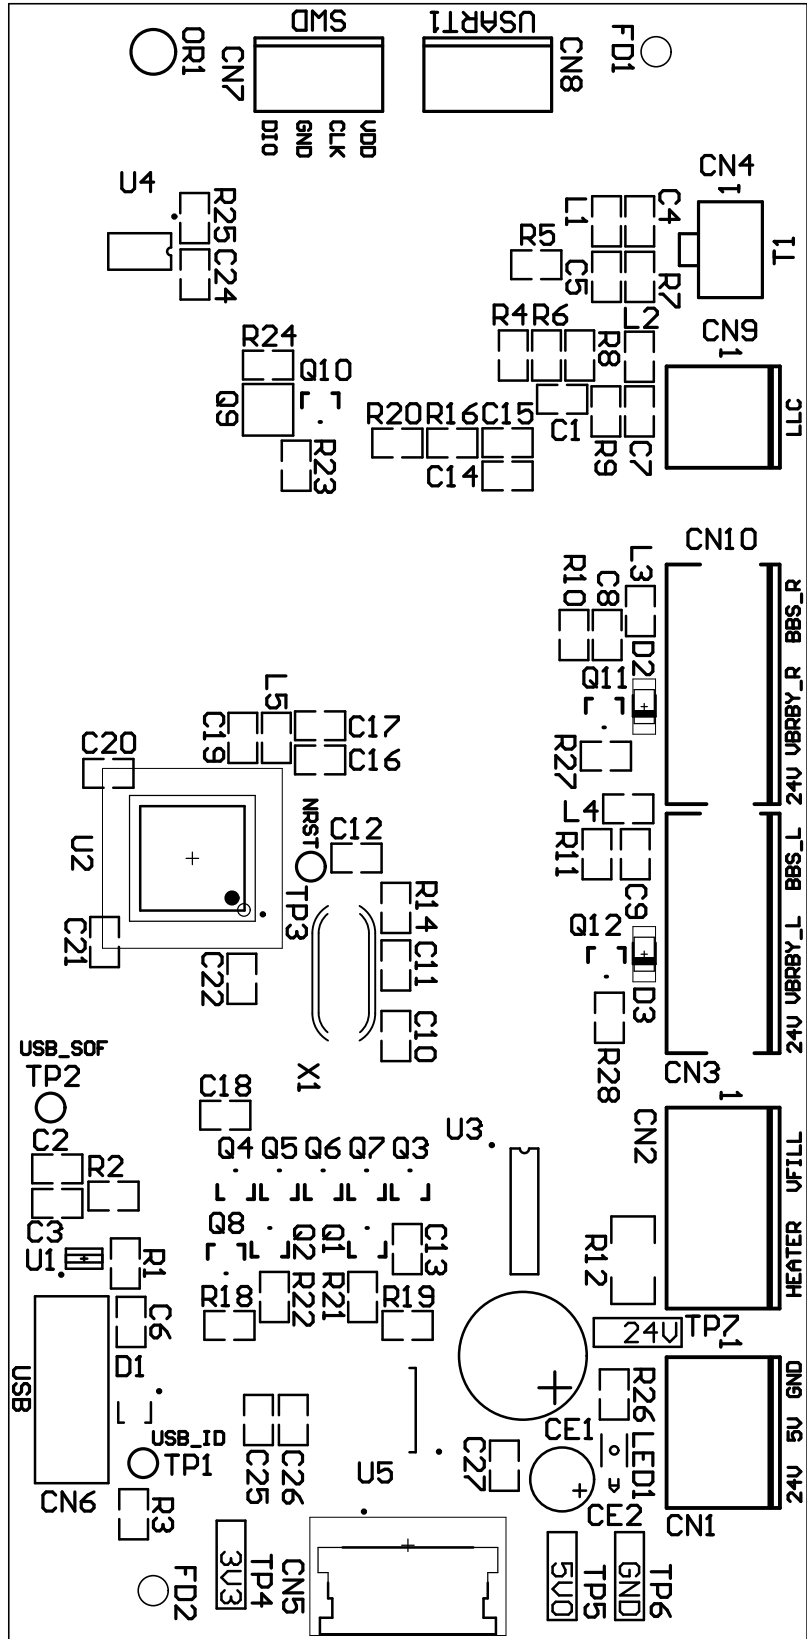 SWD
USART1
OR1
CN7
CN8
FD1
DIO
GND
CLK
VDD
U4
CN4
1
R25
L1
C4
T1
R5
C24
C5
R7
L2
R4
R6
CN9
1
R24
Q10
R8
Q9
R20
R16
C15
C1
LLC
R23
C14
R9
C7
CN10
L3
R10
C8
BBS_R
D2
Q11
L5
C19
C17
24V VBRBY_R
C20
C16
R27
NRST
L4
U2
C12
R11
BBS_L
TP3
R14
C9
Q12
C21
C22
C11
24V VBRBY_L
D3
C10
USB_SOF
TP2
X1
R28
CN3
1
C18
C2
R2
U3
CN2
Q4
Q5
Q6
Q7
Q3
VFILL
C3
Q8
Q2
Q1
C13
U1
R1
R12
HEATER
R18
R22
R21
R19
C6
24V
TP7
1
D1
USB
R26
24V 5V GND
USB_ID
CE1
LED1
TP1
U5
C27
CN6
C25
C26
R3
CE2
CN1
FD2
3V3
TP4
CN5
5V0
TP5
GND
TP6